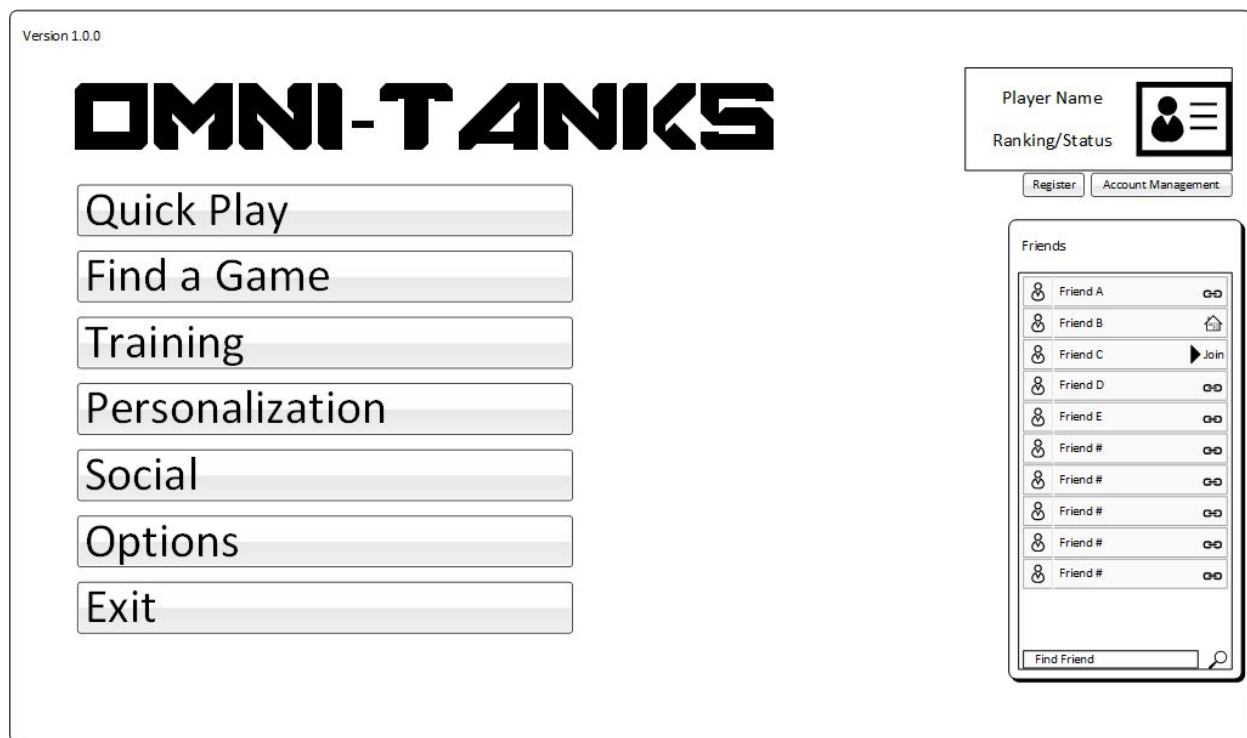 Version 1.0.0
OMNI-TANKS
Quick Play
Find a Game
Training
Personalization
Social
Options
Exit
Player Name
Ranking/Status
Register
Account Management
Friends
Friend A
Friend B
Friend C
Join
Friend D
Friend E
Friend #
Friend #
Friend #
Friend #
Friend #
Find Friend